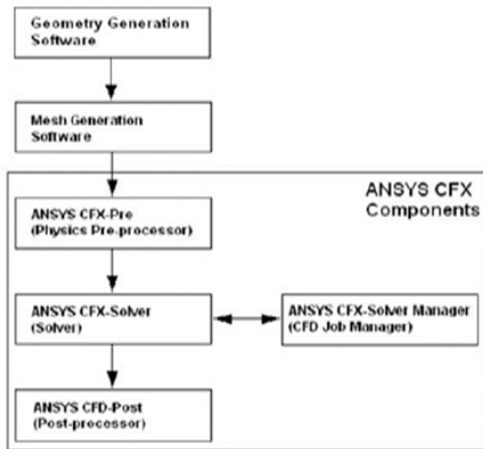 Geometry Generation
Software
Mesh Generation
Software
ANSYS CFX
Components
ANSYS CFX-Pre
(Physics Pre-processor)
ANSYS CFX-Solver
(Solver)
ANSYS CFX-Solver Manager
(CFD Job Manager)
ANSYS CFD-Post
(Post-processor)